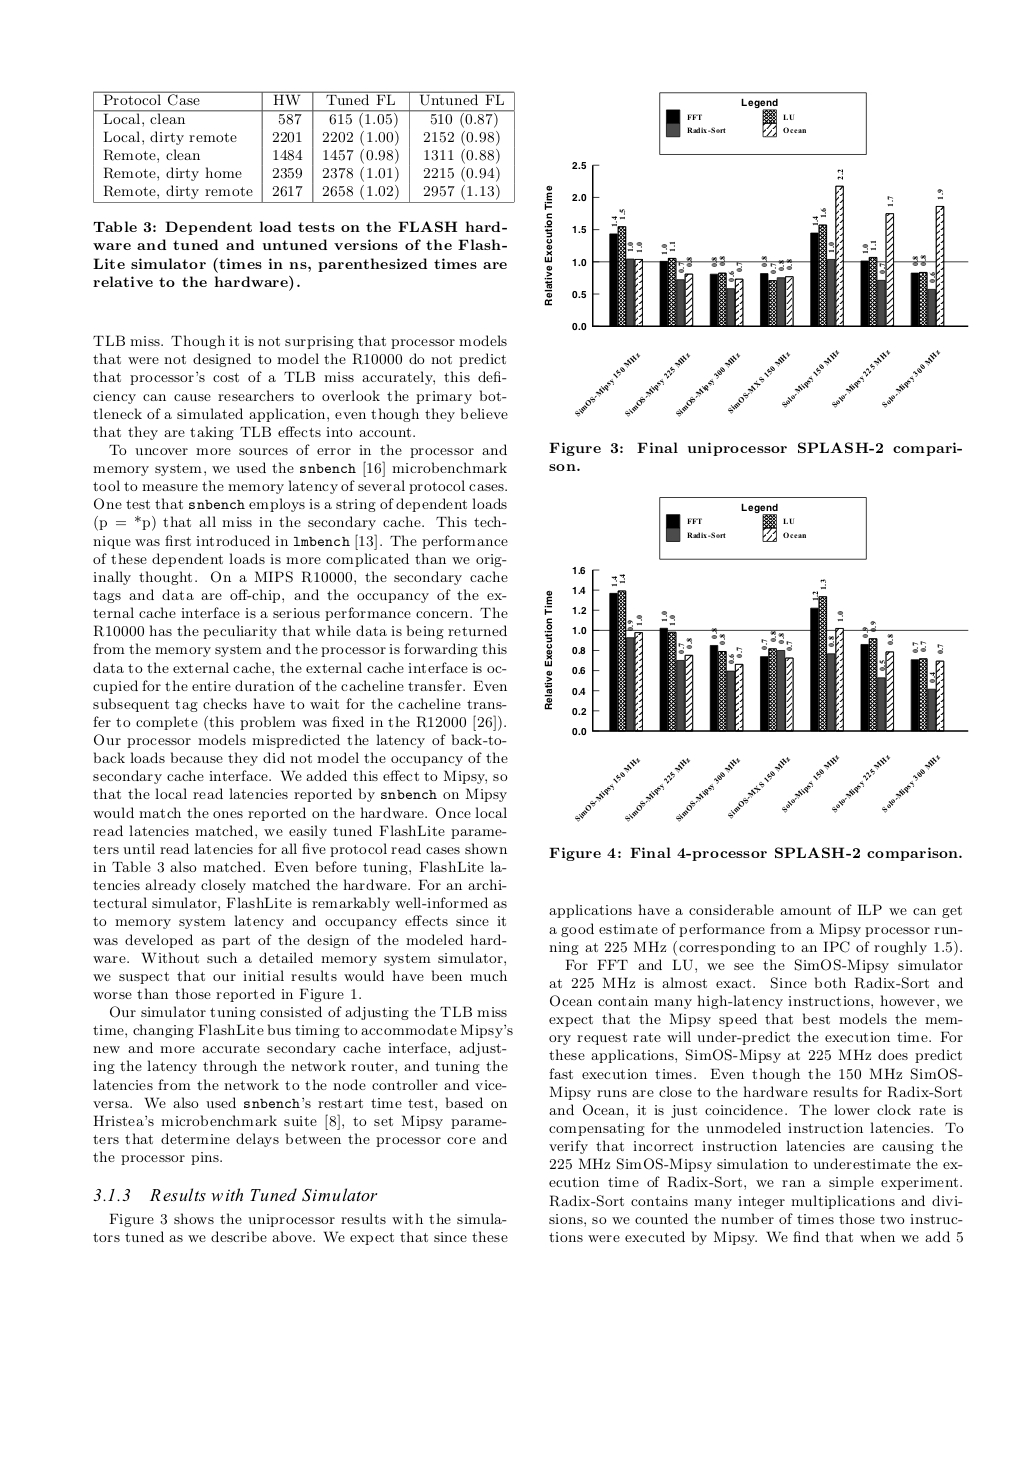 Protocol Case HW Tuned FL Untuned FL
Local, clean 587 615 (1.05) 510 (0.87)
Local, dirty remote 2201 2202 (1.00) 2152 (0.98)
Remote, clean 1484 1457 (0.98) 1311 (0.88)
Remote, dirty home 2359 2378 (1.01) 2215 (0.94)
Remote, dirty remote 2617 2658 (1.02) 2957 (1.13)
Table 3: Dependent load tests on the FLASH hard-
ware and tuned and untuned versions of the Flash-
Lite simulator (times in ns, parenthesized times are
relative to the hardware).
TLB miss. Though it is not surprising that processor models
that were not designed to model the R10000 do not predict
that processor's cost of a TLB miss accurately, this defi-
ciency can cause researchers to overlook the primary bot-
tleneck of a simulated application, even though they believe
that they are taking TLB effects into account.
To uncover more sources of error in the processor and
memory system, we used the snbench [16] microbenchmark
tool to measure the memory latency of several protocol cases.
One test that snbench employs is a string of dependent loads
(p = *p) that all miss in the secondary cache. This tech-
nique was first introduced in lmbench [13]. The performance
of these dependent loads is more complicated than we orig-
inally thought. On a MIPS R10000, the secondary cache
tags and data are off-chip, and the occupancy of the ex-
ternal cache interface is a serious performance concern. The
R10000 has the peculiarity that while data is being returned
from the memory system and the processor is forwarding this
data to the external cache, the external cache interface is oc-
cupied for the entire duration of the cacheline transfer. Even
subsequent tag checks have to wait for the cacheline trans-
fer to complete (this problem was fixed in the R12000 [26]).
Our processor models mispredicted the latency of back-to-
back loads because they did not model the occupancy of the
secondary cache interface. We added this effect to Mipsy, so
that the local read latencies reported by snbench on Mipsy
would match the ones reported on the hardware. Once local
read latencies matched, we easily tuned FlashLite parame-
ters until read latencies for all five protocol read cases shown
in Table 3 also matched. Even before tuning, FlashLite la-
tencies already closely matched the hardware. For an archi-
tectural simulator, FlashLite is remarkably well-informed as
to memory system latency and occupancy effects since it
was developed as part of the design of the modeled hard-
ware. Without such a detailed memory system simulator,
we suspect that our initial results would have been much
worse than those reported in Figure 1.
Our simulator tuning consisted of adjusting the TLB miss
time, changing FlashLite bus timing to accommodate Mipsy's
new and more accurate secondary cache interface, adjust-
ing the latency through the network router, and tuning the
latencies from the network to the node controller and vice-
versa. We also used snbench's restart time test, based on
Hristea's microbenchmark suite [8], to set Mipsy parame-
ters that determine delays between the processor core and
the processor pins.
3.1.3 Results with Tuned Simulator
Figure 3 shows the uniprocessor results with the simula-
tors tuned as we describe above. We expect that since these
Legend
FFT LU
Radix-Sort Ocean
Relative Execution Time
2.5
2.0
1.5
1.0
0.5
0.0
1.4 1.5 1.0 1.0
1.0 1.1 0.7 0.8
0.8 0.8 0.6 0.7
0.8 0.7 0.8 0.8
1.4 1.6 1.0 2.2
1.0 1.1 0.7 1.7
0.8 0.8 0.6 1.9
SimOS-Mipsy 150 MHz
SimOS-Mipsy 225 MHz
SimOS-Mipsy 300 MHz
SimOS-MXS 150 MHz
Solo-Mipsy 150 MHz
Solo-Mipsy 225 MHz
Solo-Mipsy 300 MHz
Figure 3: Final uniprocessor SPLASH-2 compari-
son.
Legend
FFT LU
Radix-Sort Ocean
Relative Execution Time
1.6
1.4
1.2
1.0
0.8
0.6
0.4
0.2
0.0
1.4 1.4 0.9 1.0
1.0 1.0 0.7 0.8
0.8 0.8 0.6 0.7
0.7 0.8 0.8 0.7
1.2 1.3 0.8 1.0
0.9 0.9 0.5 0.8
0.7 0.7 0.4 0.7
SimOS-Mipsy 150 MHz
SimOS-Mipsy 225 MHz
SimOS-Mipsy 300 MHz
SimOS-MXS 150 MHz
Solo-Mipsy 150 MHz
Solo-Mipsy 225 MHz
Solo-Mipsy 300 MHz
Figure 4: Final 4-processor SPLASH-2 comparison.
applications have a considerable amount of ILP we can get
a good estimate of performance from a Mipsy processor run-
ning at 225 MHz (corresponding to an IPC of roughly 1.5).
For FFT and LU, we see the SimOS-Mipsy simulator
at 225 MHz is almost exact. Since both Radix-Sort and
Ocean contain many high-latency instructions, however, we
expect that the Mipsy speed that best models the mem-
ory request rate will under-predict the execution time. For
these applications, SimOS-Mipsy at 225 MHz does predict
fast execution times. Even though the 150 MHz SimOS-
Mipsy runs are close to the hardware results for Radix-Sort
and Ocean, it is just coincidence. The lower clock rate is
compensating for the unmodeled instruction latencies. To
verify that incorrect instruction latencies are causing the
225 MHz SimOS-Mipsy simulation to underestimate the ex-
ecution time of Radix-Sort, we ran a simple experiment.
Radix-Sort contains many integer multiplications and divi-
sions, so we counted the number of times those two instruc-
tions were executed by Mipsy. We find that when we add 5